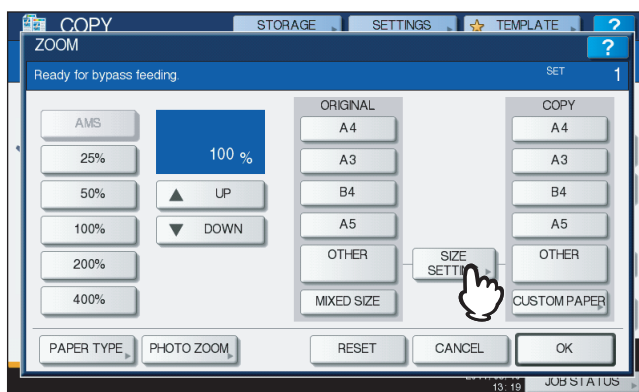 COPY
STORAGE
SETTINGS
TEMPLATE
?
ZOOM
?
Ready for bypass feeding.
SET 1
ORIGINAL
COPY
AMS
25%
50%
100%
200%
400%
100 %
UP
DOWN
A4
A3
B4
A5
OTHER
MIXED SIZE
SIZE
A4
A3
B4
A5
OTHER
CUSTOM PAPER
PAPER TYPE
PHOTO ZOOM
RESET
CANCEL
OK
13:19
JOB STATUS